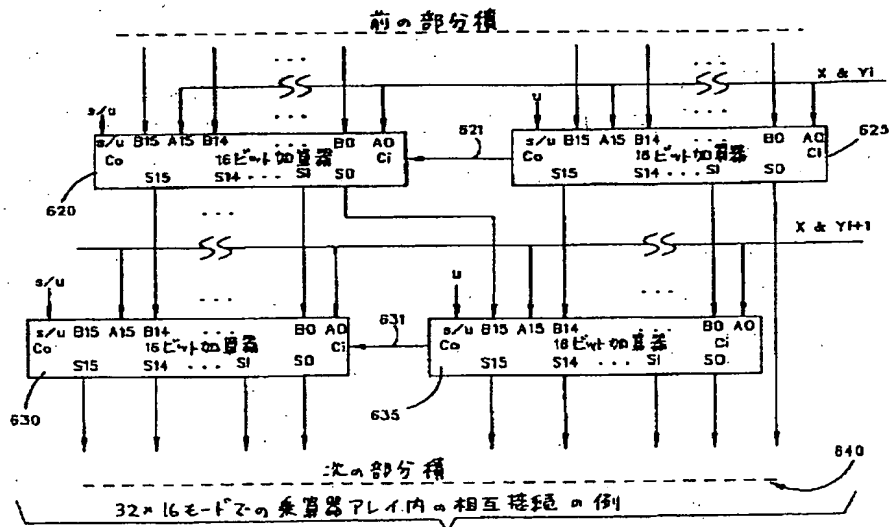 前の部分積
X & Yi
s/u
u
s/u B15 A15 B14 B0 A0
Co 16ビット加算器 Ci
S15 S14 ... S1 S0
620
621
s/u B15 A15 B14 B0 A0
Co 16ビット加算器 Ci
S15 S14 ... S1 S0
625
X & Yi+1
s/u
u
s/u B15 A15 B14 ... B0 A0
Co 16ビット加算器 Ci
S15 S14 ... S1 S0
630
631
s/u B15 A15 B14 ... B0 A0
Co 16ビット加算器 Ci
S15 S14 ... S1 S0
635
次の部分積
640
32×16モードでの乗算器アレイ内の相互接続の例